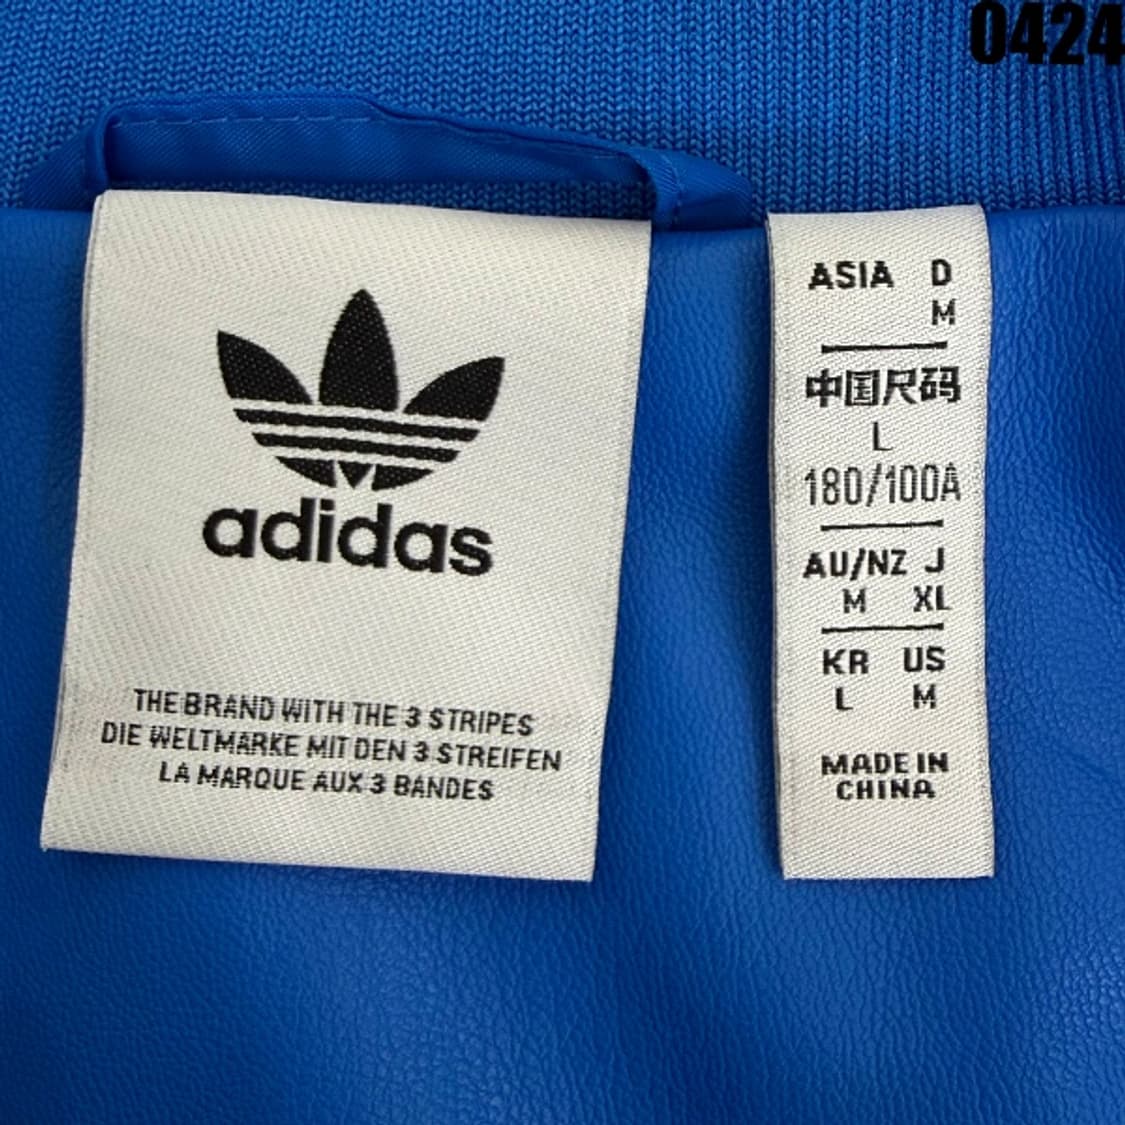 0424
adidas
THE BRAND WITH THE 3 STRIPES
DIE WELTMARKE MIT DEN 3 STREIFEN
LA MARQUE AUX 3 BANDES
ASIA D
M
中国尺码
L
180/100A
AU/NZ J
M XL
KR US
L M
MADE IN
CHINA